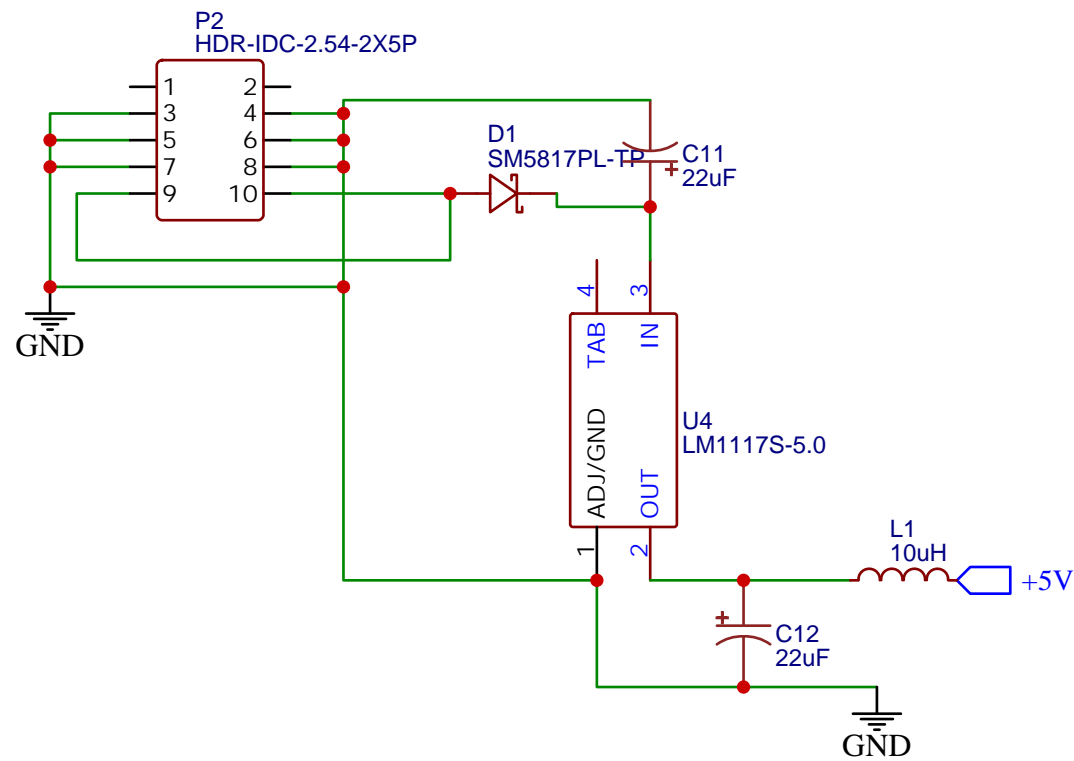 P2
HDR-IDC-2.54-2X5P
1 2
3 4
5 6
7 8
9 10
D1
SM5817PL-TP
C11
+
22uF
GND
4 3
TAB IN
U4
LM1117S-5.0
ADJ/GND OUT
1 2
L1
10uH
+5V
+
C12
22uF
GND